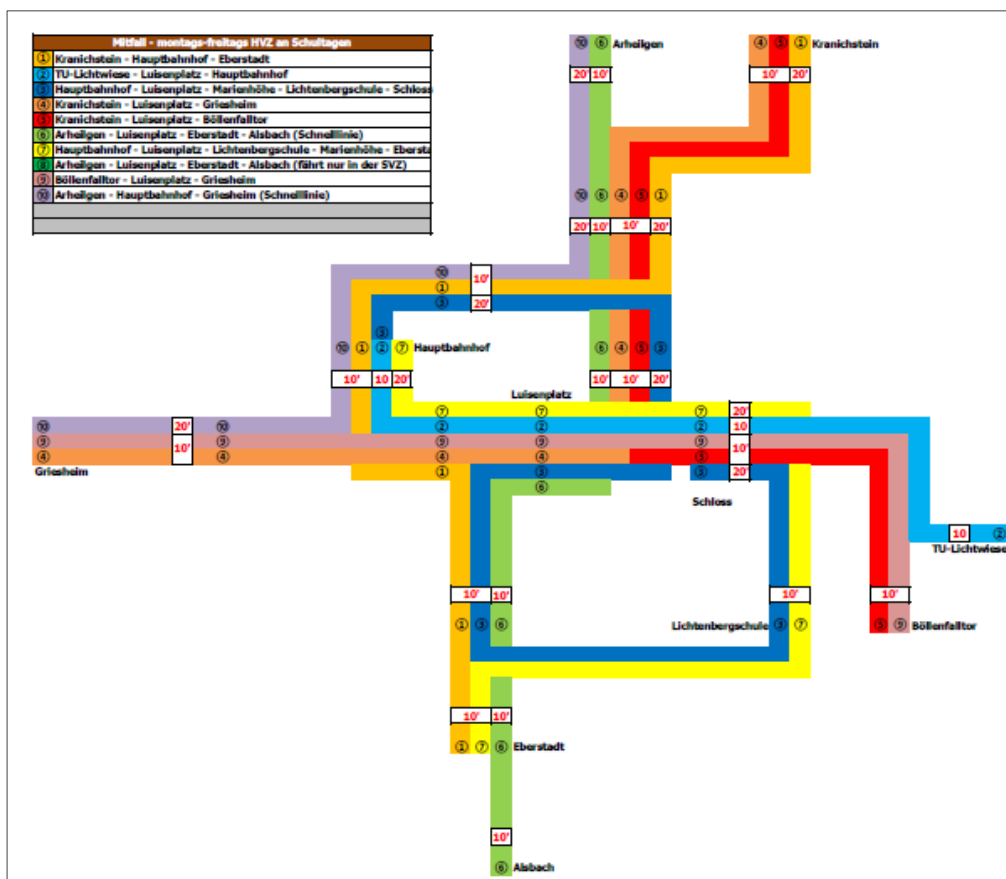 Mitfall - montags-freitags HVZ an Schultagen
① Kranichstein - Hauptbahnhof - Eberstadt
② TU-Lichtwiese - Luisenplatz - Hauptbahnhof
③ Hauptbahnhof - Luisenplatz - Marienhöhe - Lichtenbergschule - Schloss
④ Kranichstein - Luisenplatz - Griesheim
⑤ Kranichstein - Luisenplatz - Böllenfalltor
⑥ Arheilgen - Luisenplatz - Eberstadt - Alsbach (Schnelllinie)
⑦ Hauptbahnhof - Luisenplatz - Lichtenbergschule - Marienhöhe - Ebersta
⑧ Arheilgen - Luisenplatz - Eberstadt - Alsbach (fährt nur in der SVZ)
⑨ Böllenfalltor - Luisenplatz - Griesheim
⑩ Arheilgen - Hauptbahnhof - Griesheim (Schnelllinie)
⑩ ⑥ Arheilgen ④ ⑤ ① Kranichstein
20' 10' 10' 20'
⑩ ⑥ ④ ⑤ ①
20' 10' 10' 20'
⑩
① 10'
③ 20'
③
⑩ ① ② ⑦ Hauptbahnhof ⑥ ④ ⑤ ③
10' 10 20' 10' 10' 20'
Luisenplatz
⑦ ⑦ ⑦ 20'
⑩ 20' ⑩ ② ② ② 10
⑨ ⑨ ⑨ ⑨ ⑨ 10'
④ 10' ④ ④ ④ ⑤
Griesheim ① ③ ③ 20'
⑥
Schloss
10 ②
TU-Lichtwiese
10' 10' 10' 10'
① ③ ⑥ Lichtenbergschule ③ ⑦ ⑤ ⑨ Böllenfalltor
10' 10'
① ⑦ ⑥ Eberstadt
10'
⑥ Alsbach